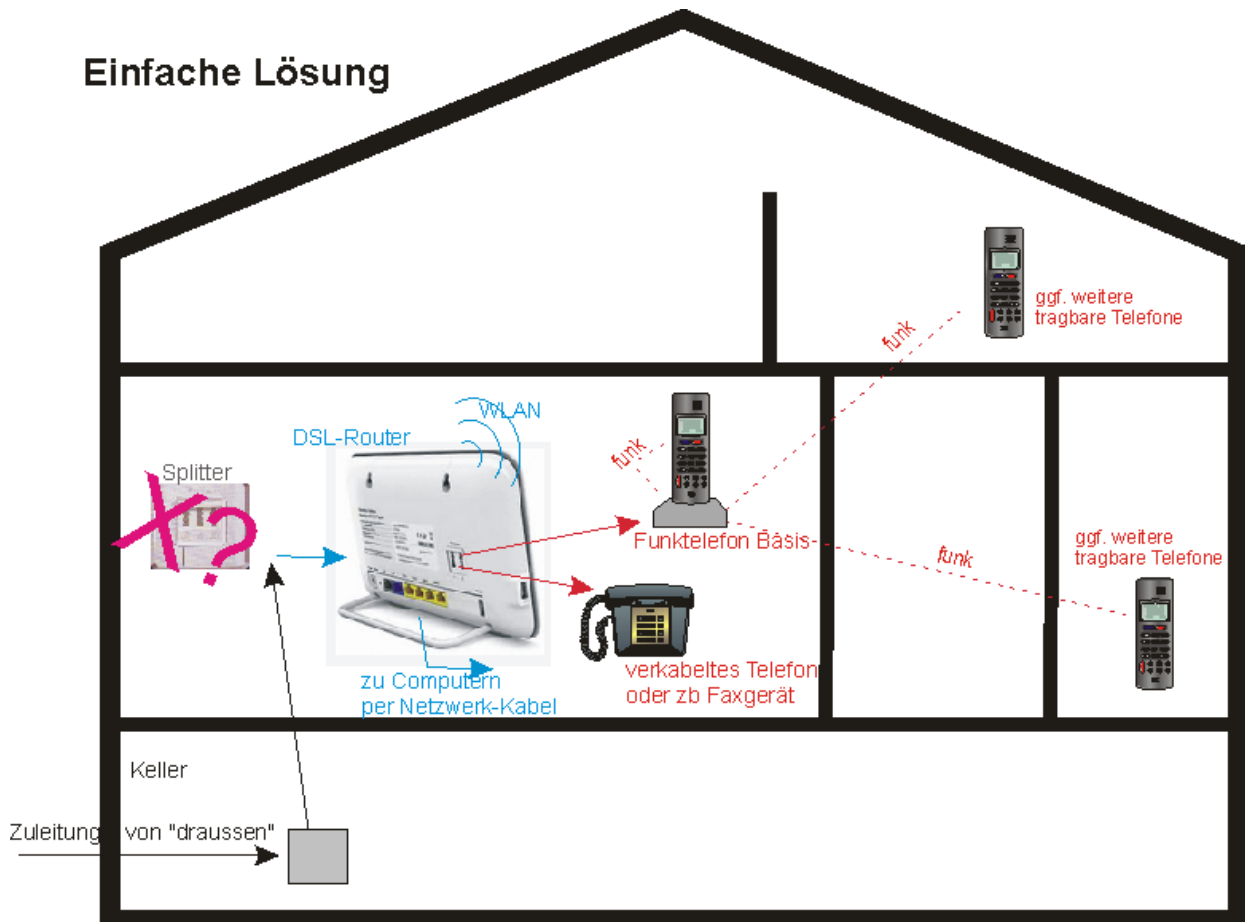 Einfache Lösung
ggf. weitere
tragbare Telefone
funk
WLAN
DSL-Router
Splitter
X?
funk
Funktelefon Basis
funk
ggf. weitere
tragbare Telefone
verkabeltes Telefon
oder zb Faxgerät
zu Computern
per Netzwerk-Kabel
Keller
Zuleitung von "draussen"